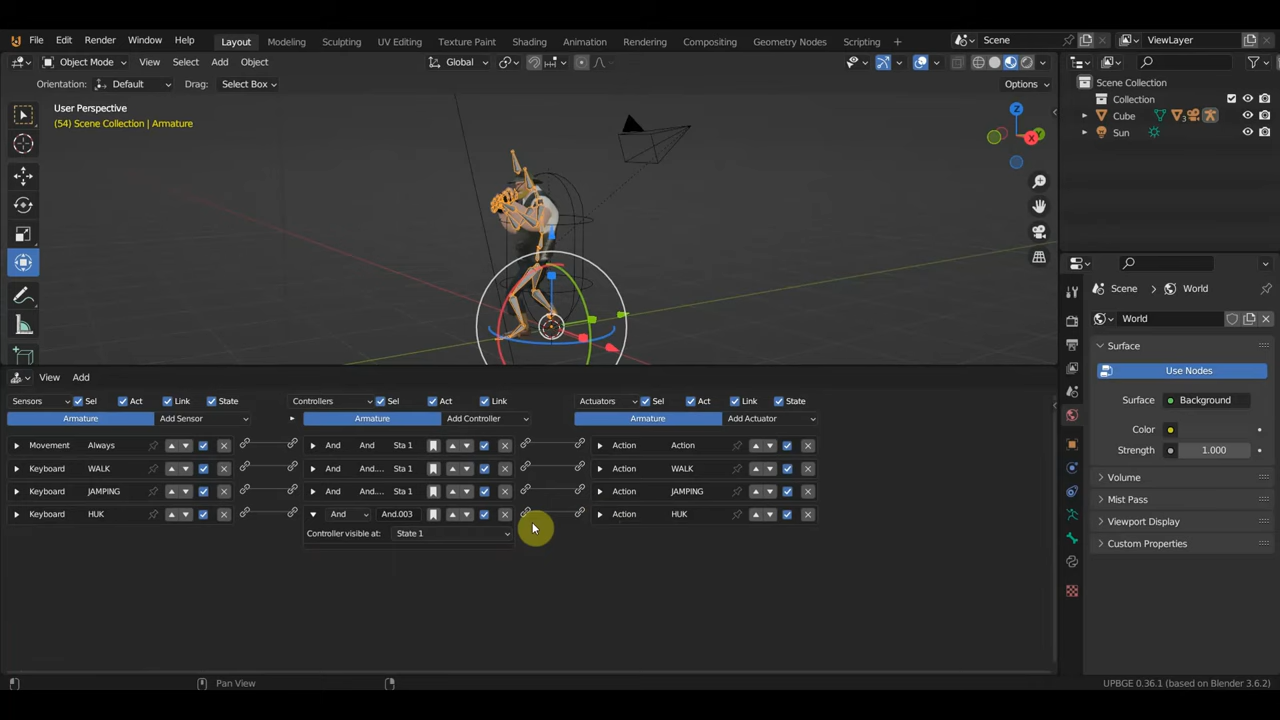 File Edit Render Window Help
Layout Modeling Sculpting UV Editing Texture Paint Shading Animation Rendering Compositing Geometry Nodes Scripting +
Scene
ViewLayer
Object Mode View Select Add Object
Global
Orientation: Default Drag: Select Box
Options
User Perspective
(54) Scene Collection | Armature
Z
Y
X
Scene Collection
Collection
Cube 3
Sun
Scene > World
World
Surface
Use Nodes
Surface: Background
Color:
Strength: 1.000
Volume
Mist Pass
Viewport Display
Custom Properties
View Add
Sensors Sel Act Link State
Controllers Sel Act Link
Actuators Sel Act Link State
Armature Add Sensor
Armature Add Controller
Armature Add Actuator
Movement Always And And Sta 1 Action Action
Keyboard WALK And And... Sta 1 Action WALK
Keyboard JAMPING And And... Sta 1 Action JAMPING
Keyboard HUK And And.003 Action HUK
Controller visible at: State 1
Pan View
UPBGE 0.36.1 (based on Blender 3.6.2)